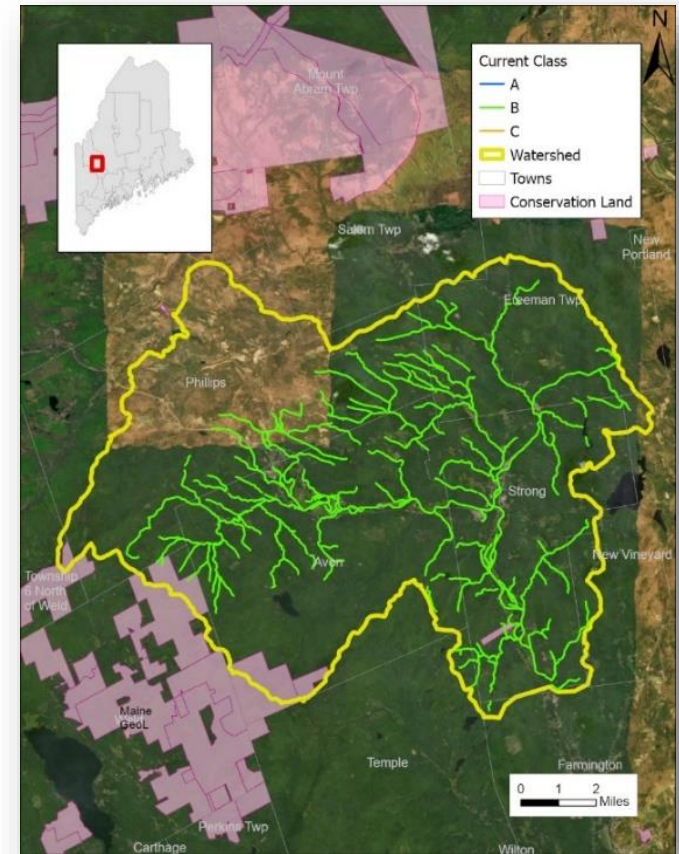 N
Current Class
A
B
C
Watershed
Towns
Conservation Land
Mount
Abram Twp
Salem Twp
New
Portland
Freeman Twp
Phillips
Strong
Avon
New Vineyard
Township
6 North
of Weld
Maine
GeoL
Temple
Farmington
0 1 2
Miles
Perkins Twp
Carthage
Wilton